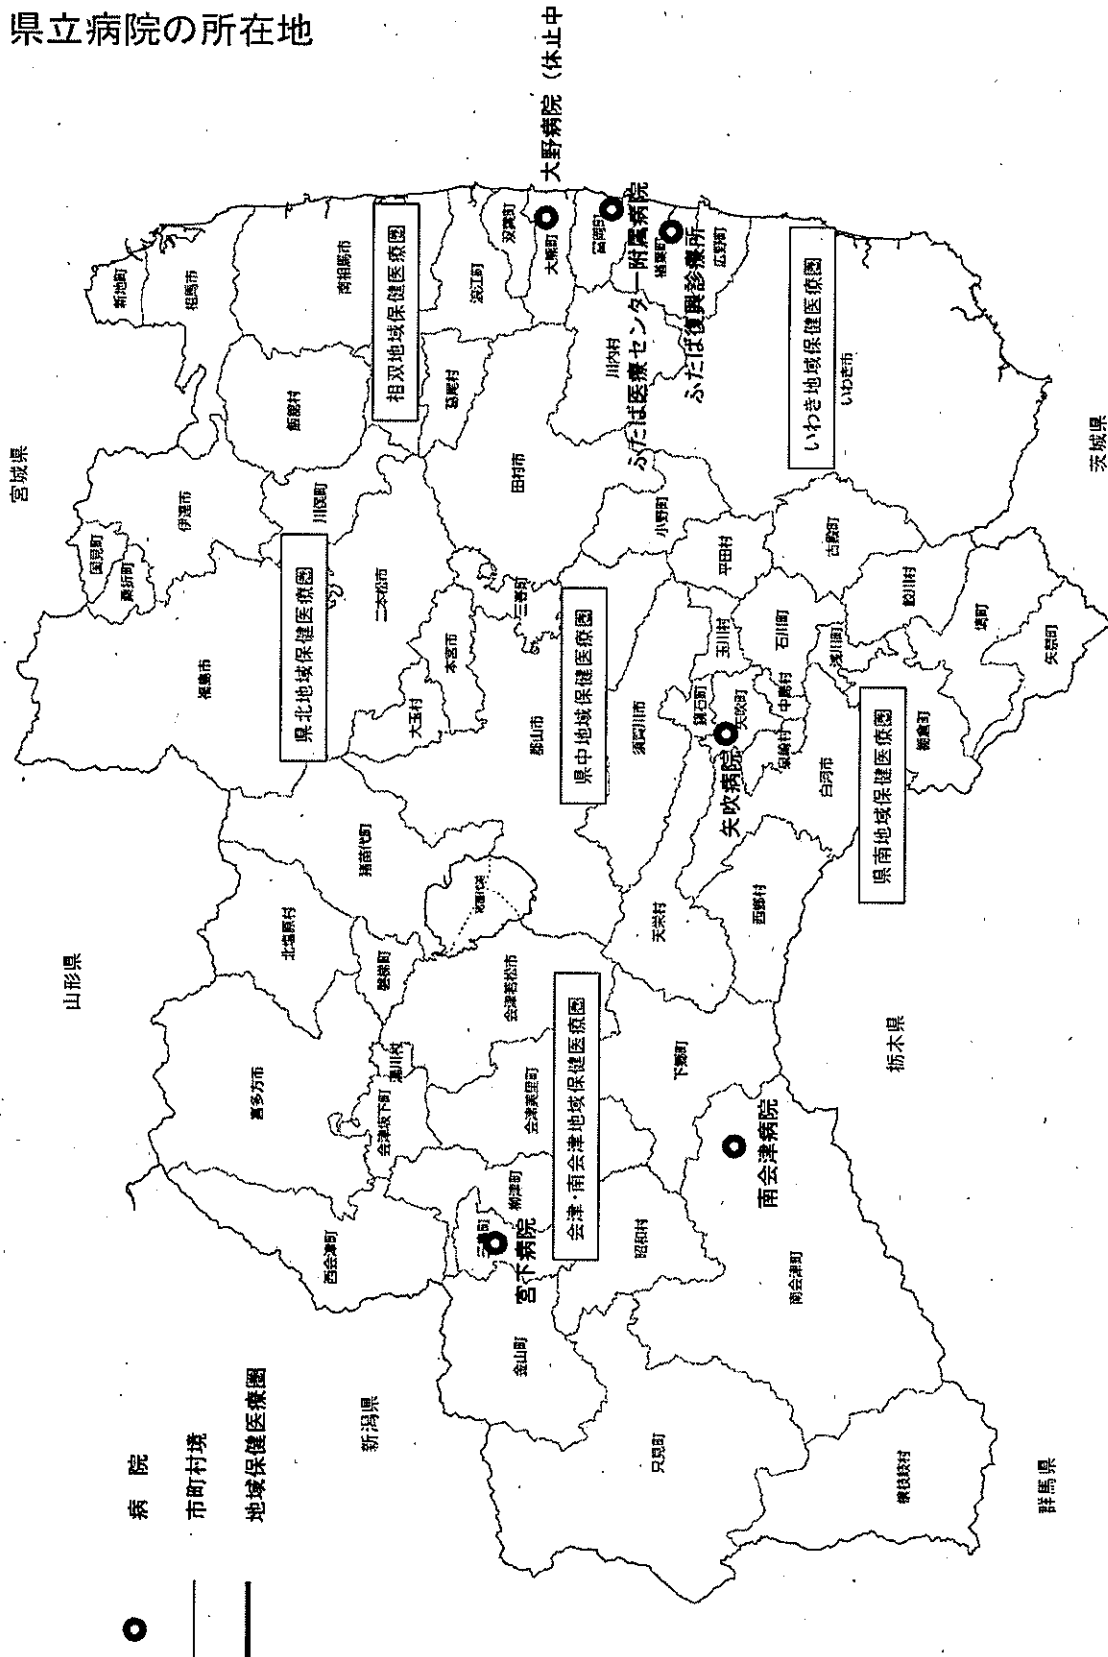 県立病院の所在地
病　院
市町村境
地域保健医療圏
宮城県
山形県
新潟県
群馬県
栃木県
茨城県
相双地域保健医療圏
県北地域保健医療圏
県中地域保健医療圏
いわき地域保健医療圏
県南地域保健医療圏
会津・南会津地域保健医療圏
大野病院（休止中
ふたば医療センター附属病院
ふたば復興診療所
矢吹病院
南会津病院
宮下病院
新地町
相馬市
南相馬市
飯舘村
浪江町
双葉町
大熊町
富岡町
楢葉町
広野町
川内村
葛尾村
いわき市
国見町
桑折町
伊達市
福島市
川俣町
二本松市
大玉村
本宮市
田村市
三春町
小野町
郡山市
須賀川市
鏡石町
天栄村
平田村
玉川村
石川町
古殿町
浅川町
矢吹町
中島村
泉崎村
白河市
西郷村
棚倉町
鮫川村
塙町
矢祭町
猪苗代町
北塩原村
磐梯町
喜多方市
西会津町
会津坂下町
湯川村
会津若松市
会津美里町
柳津町
三島町
金山町
昭和村
下郷町
南会津町
只見町
檜枝岐村